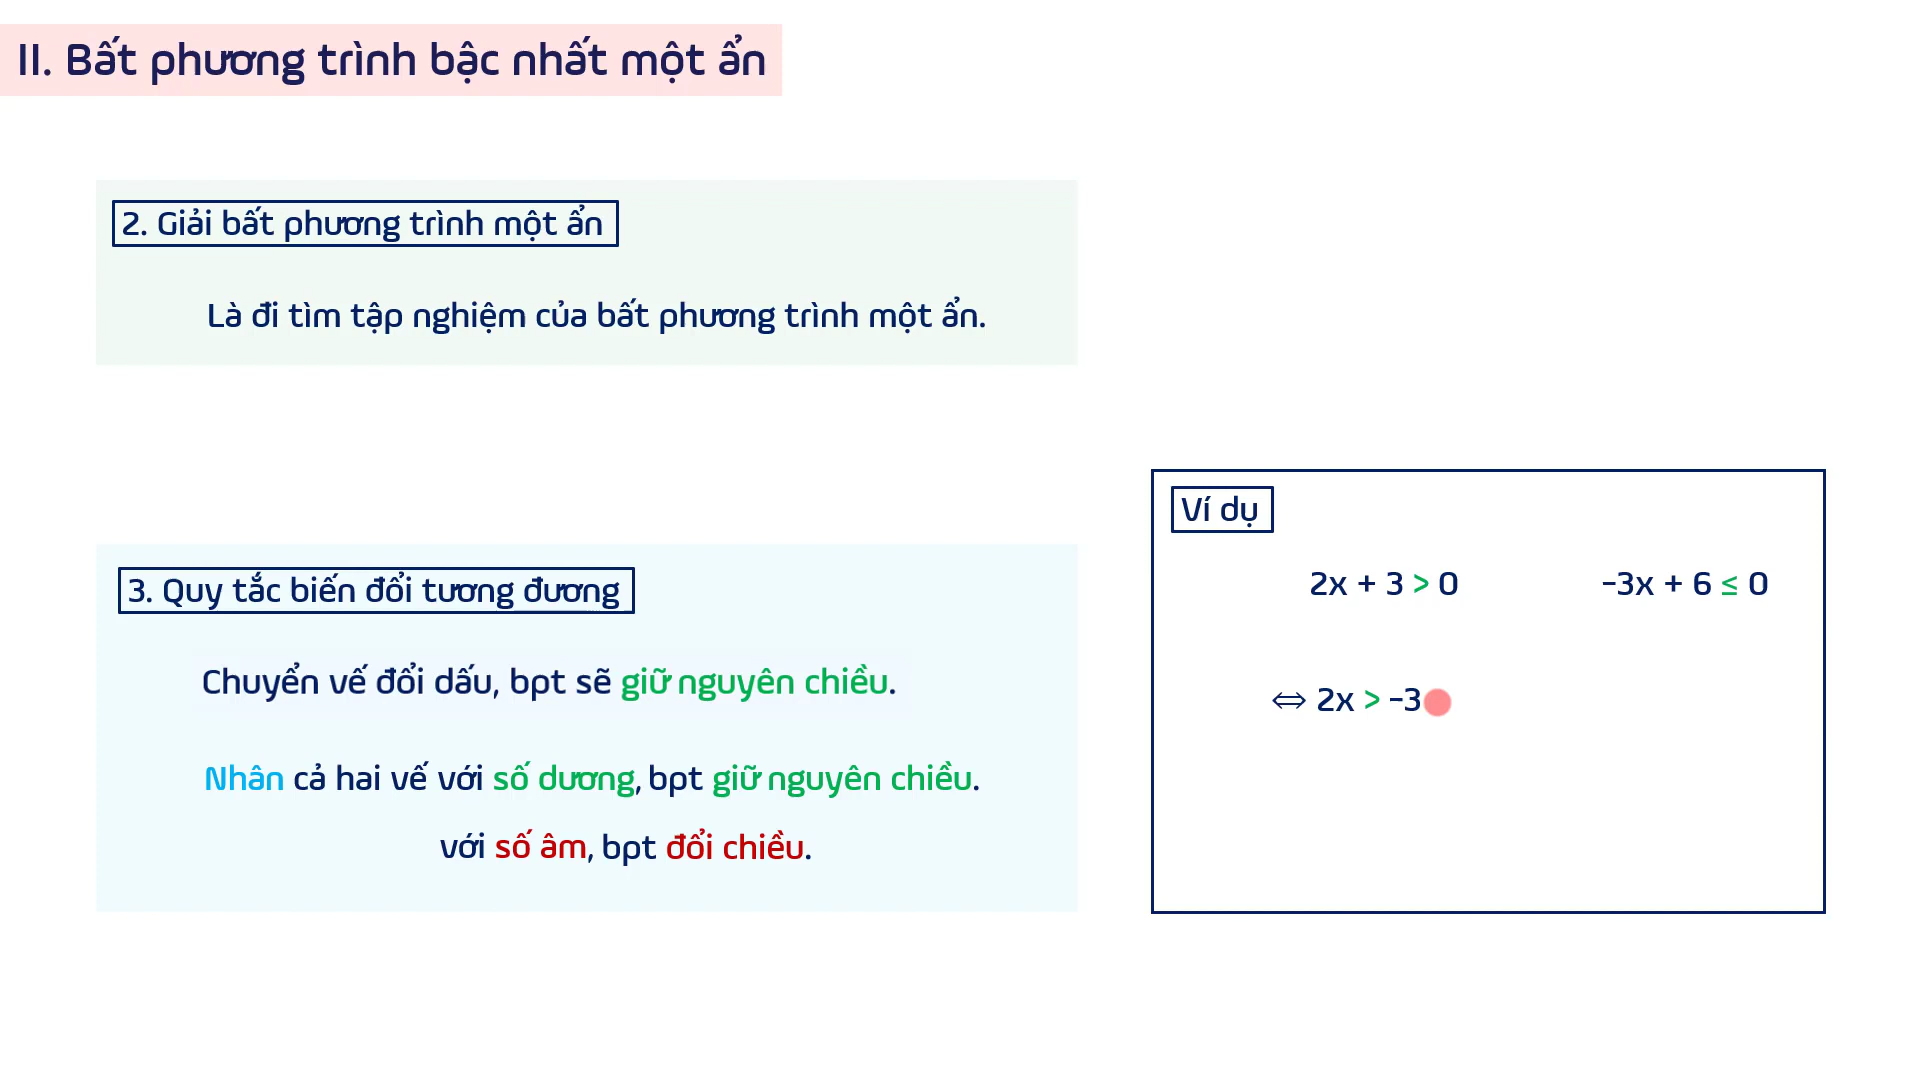 II. Bất phương trình bậc nhất một ẩn
2. Giải bất phương trình một ẩn
Là đi tìm tập nghiệm của bất phương trình một ẩn.
3. Quy tắc biến đổi tương đương
Chuyển vế đổi dấu, bpt sẽ giữ nguyên chiều.
Nhân cả hai vế với số dương, bpt giữ nguyên chiều.
với số âm, bpt đổi chiều.
Ví dụ
2x + 3 > 0 -3x + 6 ≤ 0
⇔ 2x > -3